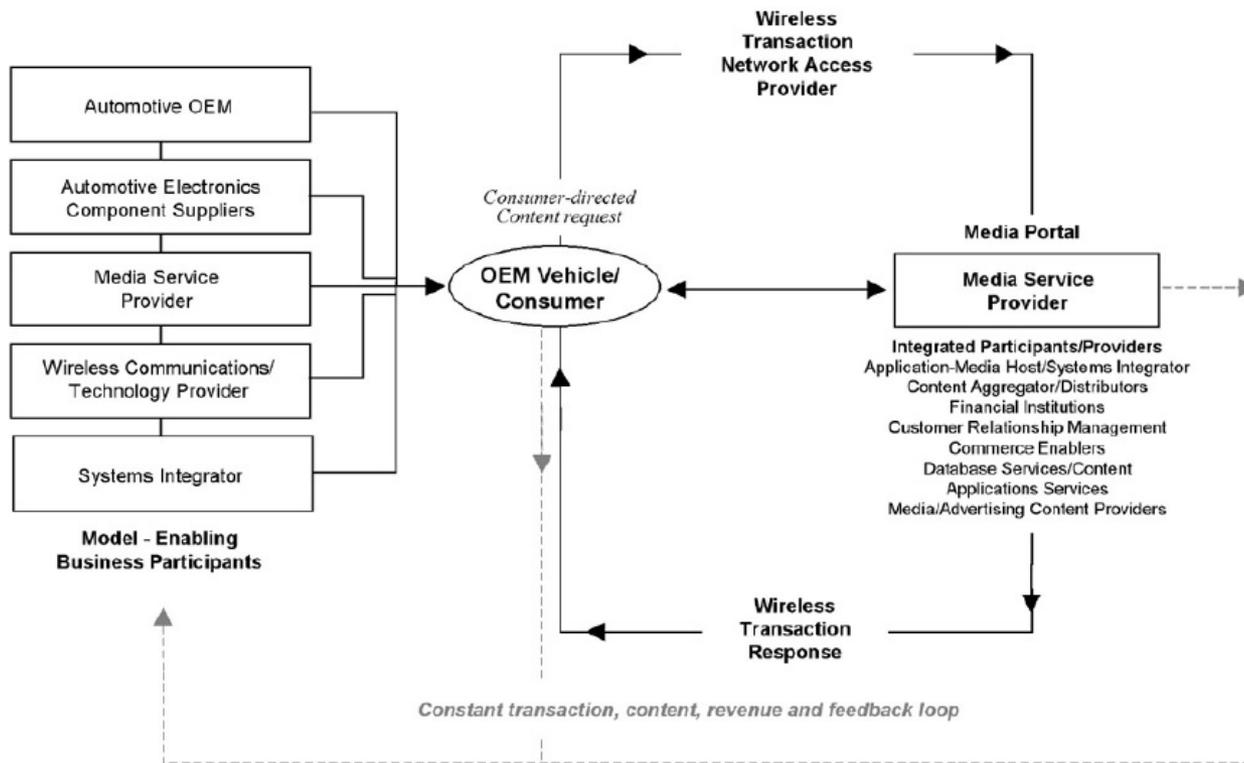 Wireless
Transaction
Network Access
Provider
Automotive OEM
Automotive Electronics
Component Suppliers
Media Service
Provider
Wireless Communications/
Technology Provider
Systems Integrator
Model - Enabling
Business Participants
Consumer-directed
Content request
OEM Vehicle/
Consumer
Media Portal
Media Service
Provider
Integrated Participants/Providers
Application-Media Host/Systems Integrator
Content Aggregator/Distributors
Financial Institutions
Customer Relationship Management
Commerce Enablers
Database Services/Content
Applications Services
Media/Advertising Content Providers
Wireless
Transaction
Response
Constant transaction, content, revenue and feedback loop